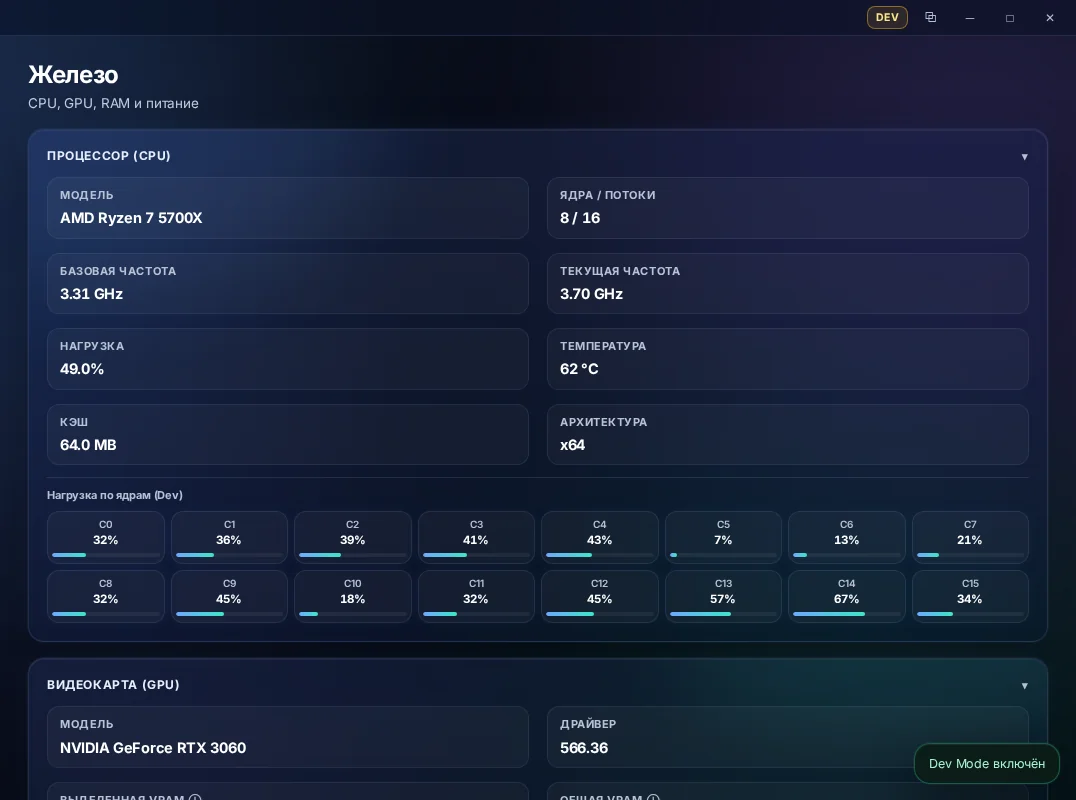 DEV
Железо
CPU, GPU, RAM и питание
ПРОЦЕССОР (CPU)
МОДЕЛЬ
AMD Ryzen 7 5700X
ЯДРА / ПОТОКИ
8 / 16
БАЗОВАЯ ЧАСТОТА
3.31 GHz
ТЕКУЩАЯ ЧАСТОТА
3.70 GHz
НАГРУЗКА
49.0%
ТЕМПЕРАТУРА
62 °C
КЭШ
64.0 MB
АРХИТЕКТУРА
x64
Нагрузка по ядрам (Dev)
C0
32%
C1
36%
C2
39%
C3
41%
C4
43%
C5
7%
C6
13%
C7
21%
C8
32%
C9
45%
C10
18%
C11
32%
C12
45%
C13
57%
C14
67%
C15
34%
ВИДЕОКАРТА (GPU)
МОДЕЛЬ
NVIDIA GeForce RTX 3060
ДРАЙВЕР
566.36
Dev Mode включён
ВЫДЕЛЕННАЯ VRAM
ОБЩАЯ VRAM